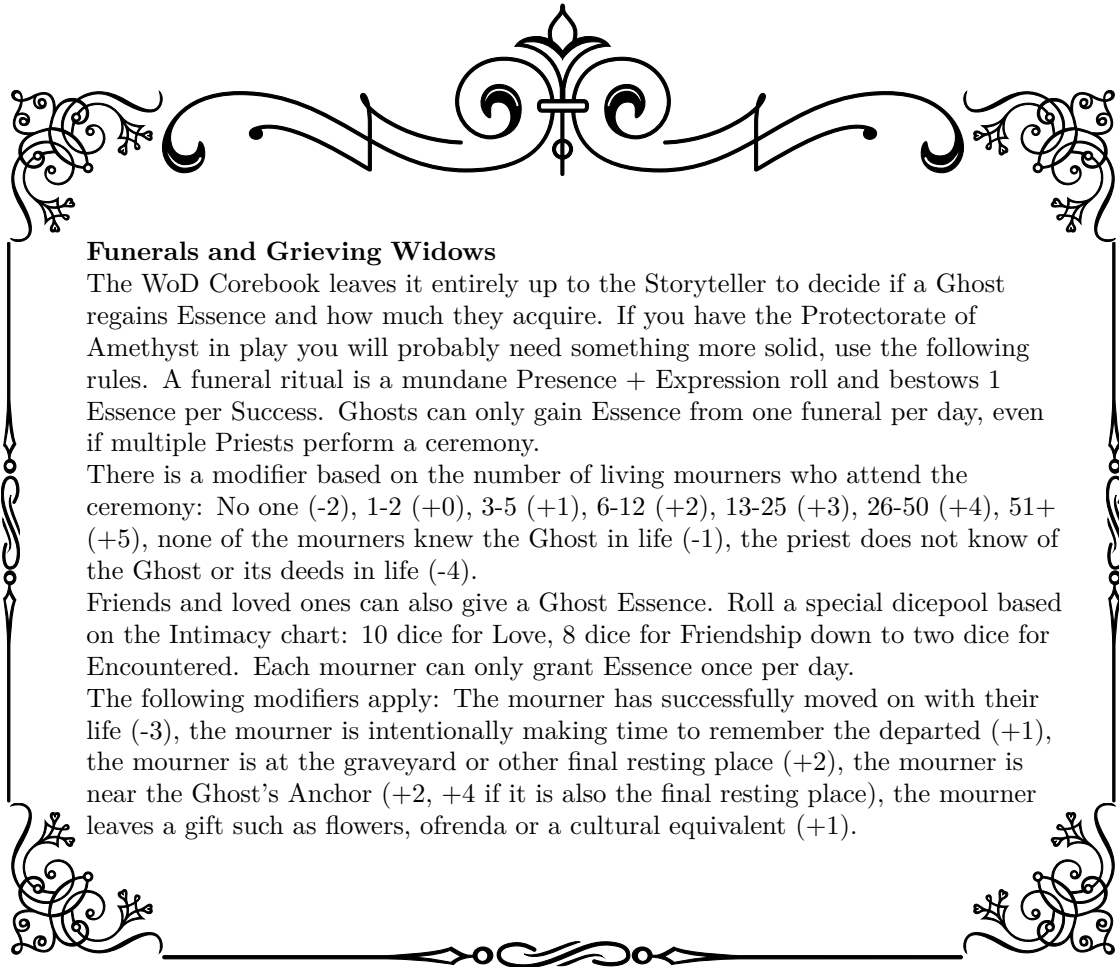 Funerals and Grieving Widows
The WoD Corebook leaves it entirely up to the Storyteller to decide if a Ghost
regains Essence and how much they acquire. If you have the Protectorate of
Amethyst in play you will probably need something more solid, use the following
rules. A funeral ritual is a mundane Presence + Expression roll and bestows 1
Essence per Success. Ghosts can only gain Essence from one funeral per day, even
if multiple Priests perform a ceremony.
There is a modifier based on the number of living mourners who attend the
ceremony: No one (-2), 1-2 (+0), 3-5 (+1), 6-12 (+2), 13-25 (+3), 26-50 (+4), 51+
(+5), none of the mourners knew the Ghost in life (-1), the priest does not know of
the Ghost or its deeds in life (-4).
Friends and loved ones can also give a Ghost Essence. Roll a special dicepool based
on the Intimacy chart: 10 dice for Love, 8 dice for Friendship down to two dice for
Encountered. Each mourner can only grant Essence once per day.
The following modifiers apply: The mourner has successfully moved on with their
life (-3), the mourner is intentionally making time to remember the departed (+1),
the mourner is at the graveyard or other final resting place (+2), the mourner is
near the Ghost's Anchor (+2, +4 if it is also the final resting place), the mourner
leaves a gift such as flowers, ofrenda or a cultural equivalent (+1).